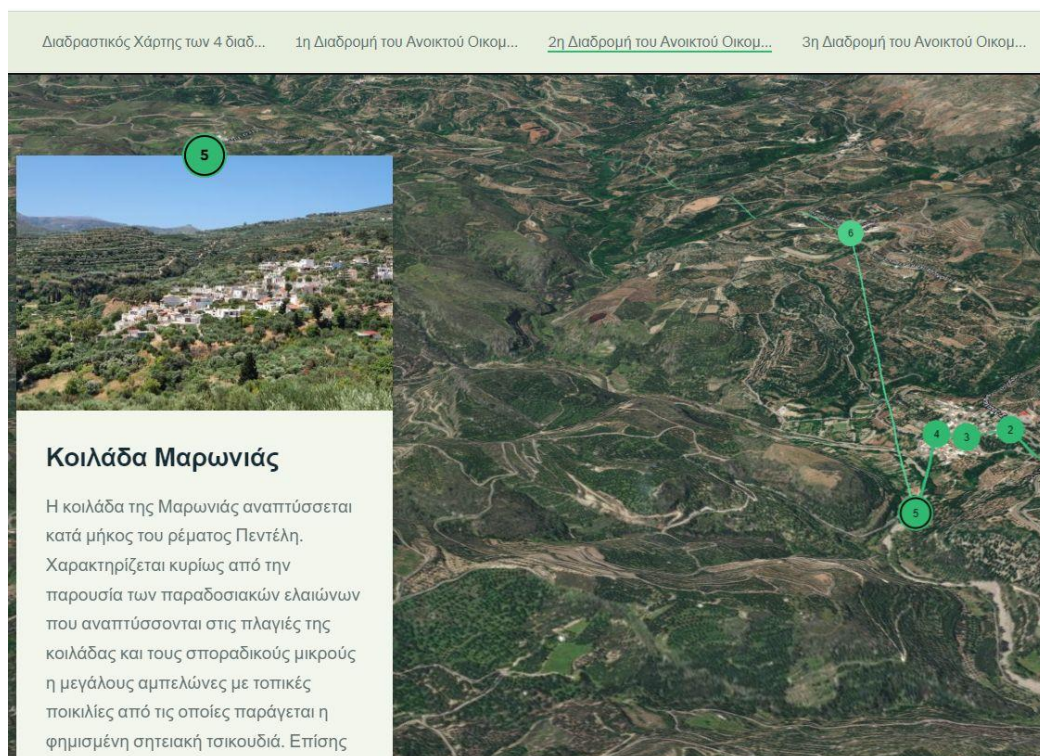 Διαδραστικός Χάρτης των 4 διαδ...
1η Διαδρομή του Ανοικτού Οικομ...
2η Διαδρομή του Ανοικτού Οικομ...
3η Διαδρομή του Ανοικτού Οικομ...
5
6
4
3
2
5
Κοιλάδα Μαρωνιάς
Η κοιλάδα της Μαρωνιάς αναπτύσσεται
κατά μήκος του ρέματος Πεντέλη.
Χαρακτηρίζεται κυρίως από την
παρουσία των παραδοσιακών ελαιώνων
που αναπτύσσονται στις πλαγιές της
κοιλάδας και τους σποραδικούς μικρούς
η μεγάλους αμπελώνες με τοπικές
ποικιλίες από τις οποίες παράγεται η
φημισμένη σητειακή τσικουδιά. Επίσης